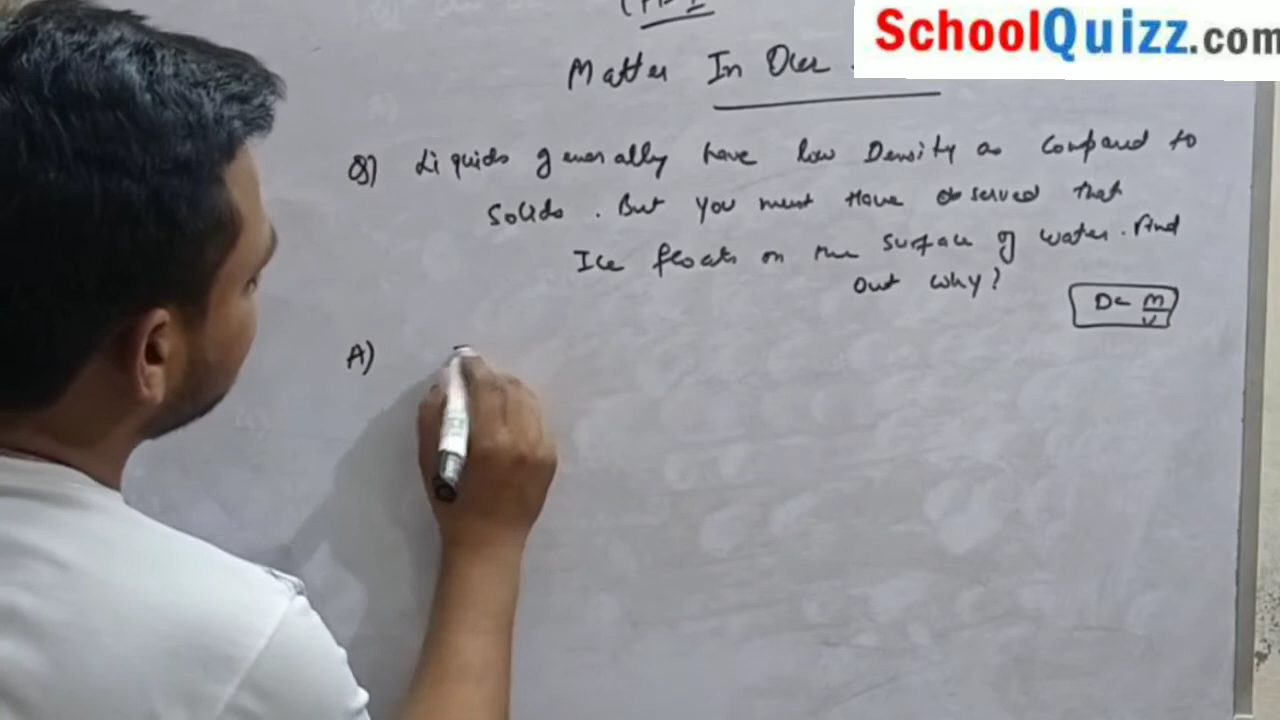 SchoolQuizz.com
Matter In Our
Q) Liquids generally have low Density as compared to
Solids. But you must Have observed that
Ice floats on the surface of water. Find
out why?
D = M/V
A)